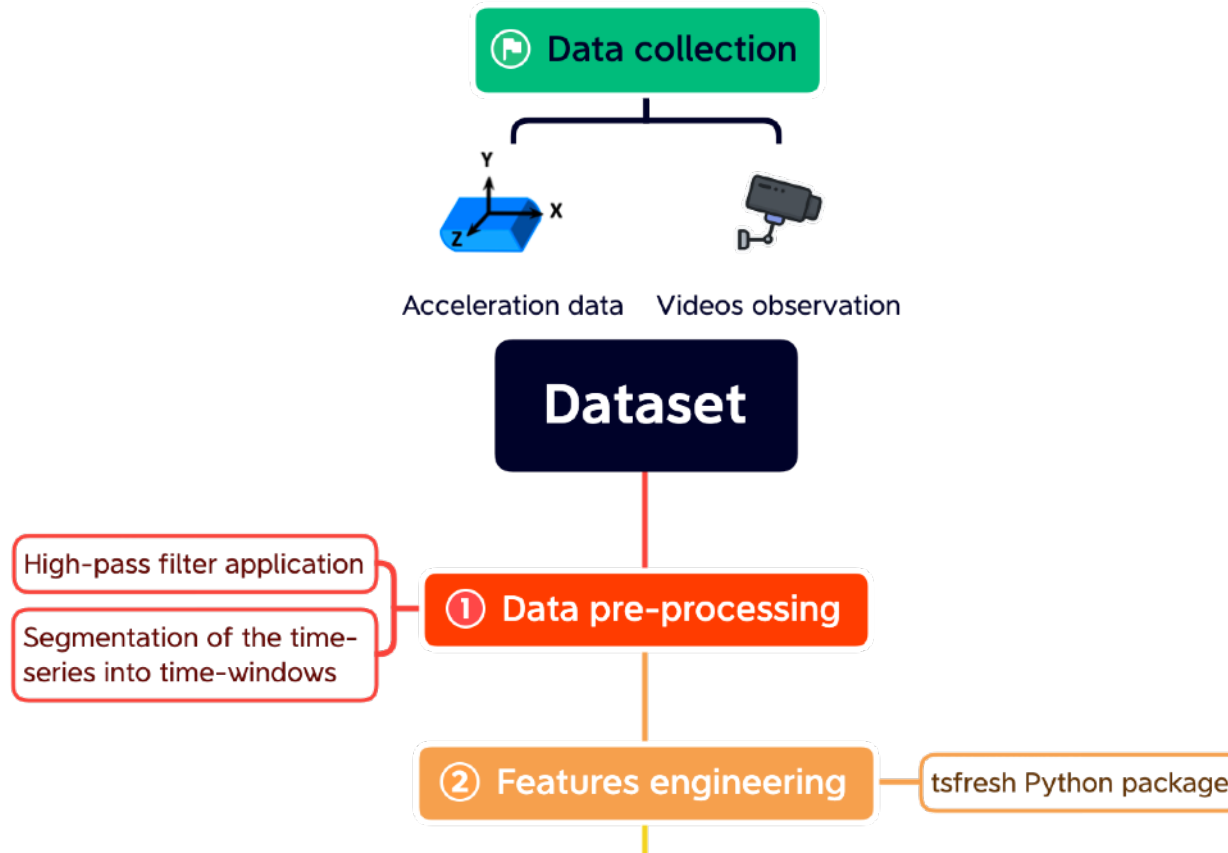 Data collection
Y
X
Z
Acceleration data
Videos observation
Dataset
High-pass filter application
Segmentation of the time-
series into time-windows
1 Data pre-processing
2 Features engineering
tsfresh Python package